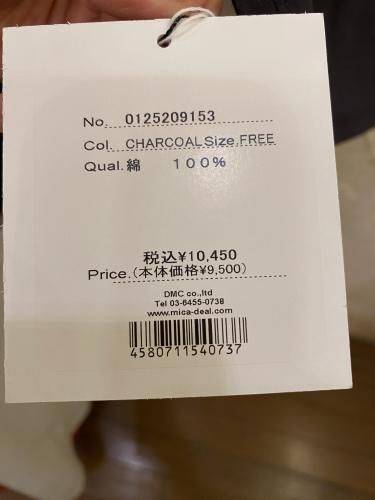 No. 0125209153
Col. CHARCOAL Size.FREE
Qual.綿 100%
税込¥10,450
Price.(本体価格¥9,500)
DMC co.,ltd
Tel 03-6455-0738
www.mica-deal.com
4580711540737